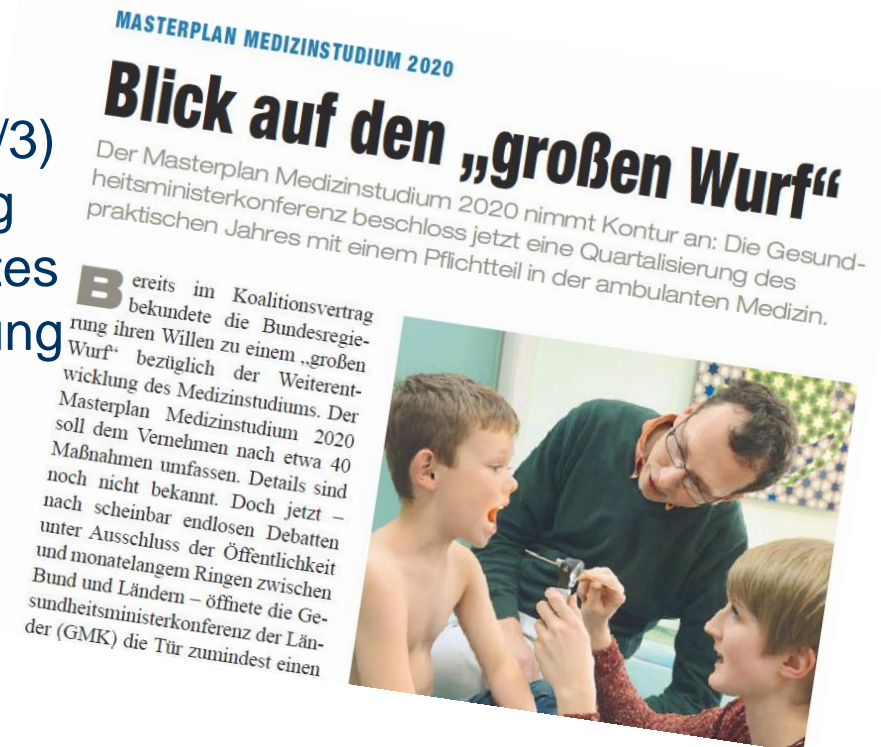 MASTERPLAN MEDIZINSTUDIUM 2020
Blick auf den „großen Wurf“
Der Masterplan Medizinstudium 2020 nimmt Kontur an: Die Gesund-
heitsministerkonferenz beschloss jetzt eine Quartalisierung des
praktischen Jahres mit einem Pflichtteil in der ambulanten Medizin.
/3)
g
tes
ung
Bereits im Koalitionsvertrag
bekundete die Bundesregie-
rung ihren Willen zu einem „großen
Wurf“ bezüglich der Weiterent-
wicklung des Medizinstudiums. Der
Masterplan Medizinstudium 2020
soll dem Vernehmen nach etwa 40
Maßnahmen umfassen. Details sind
noch nicht bekannt. Doch jetzt –
nach scheinbar endlosen Debatten
unter Ausschluss der Öffentlichkeit
und monatelangem Ringen zwischen
Bund und Ländern – öffnete die Ge-
sundheitsministerkonferenz der Län-
der (GMK) die Tür zumindest einen